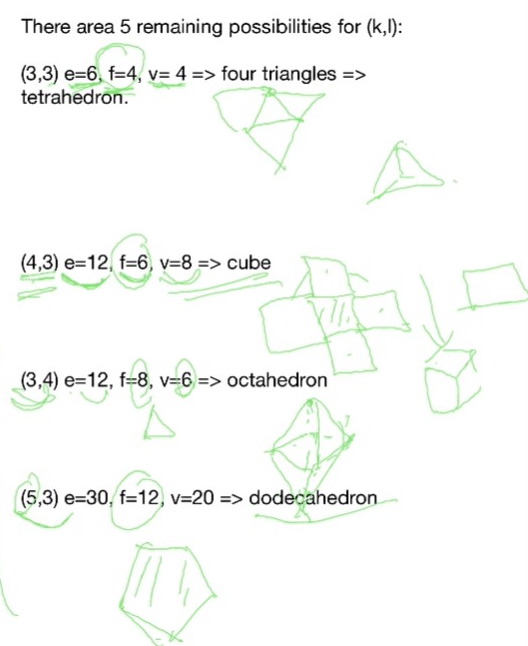 There area 5 remaining possibilities for (k,l):
(3,3) e=6, f=4, v= 4 => four triangles =>
tetrahedron.
(4,3) e=12, f=6, v=8 => cube
(3,4) e=12, f=8, v=6 => octahedron
(5,3) e=30, f=12, v=20 => dodecahedron